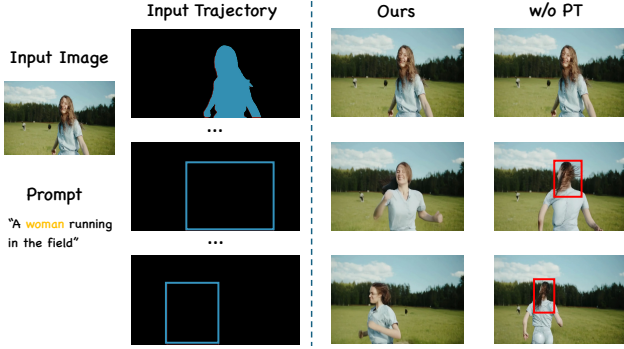 Input Trajectory
Ours
w/o PT
Input Image
...
Prompt
"A woman running
in the field"
...